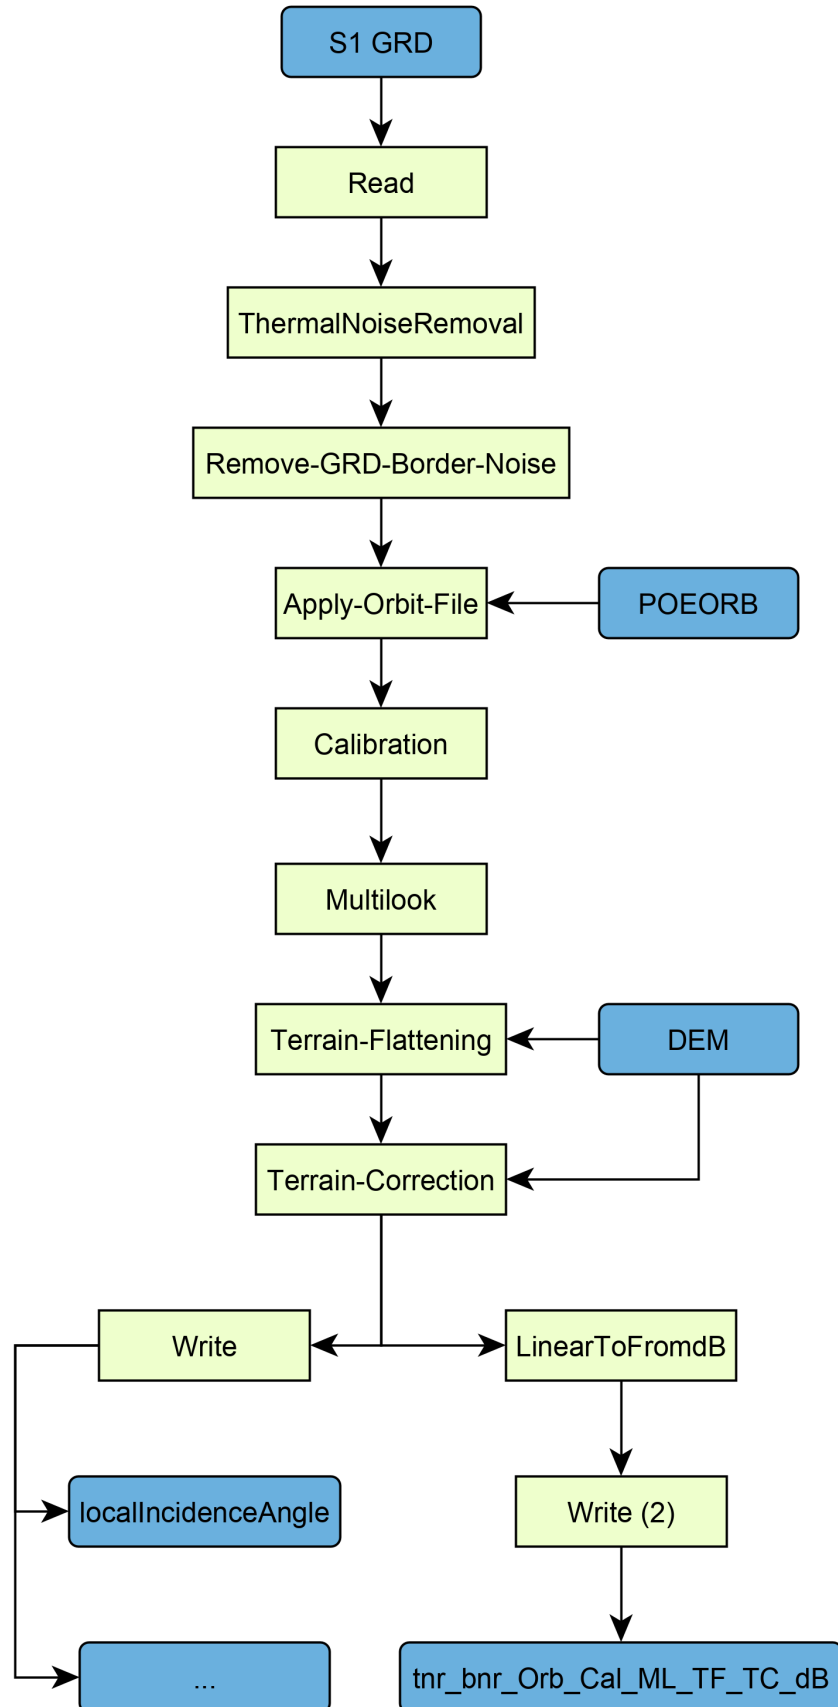 S1 GRD
Read
ThermalNoiseRemoval
Remove-GRD-Border-Noise
Apply-Orbit-File
POEORB
Calibration
Multilook
Terrain-Flattening
DEM
Terrain-Correction
Write
LinearToFromdB
localIncidenceAngle
Write (2)
...
tnr_bnr_Orb_Cal_ML_TF_TC_dB